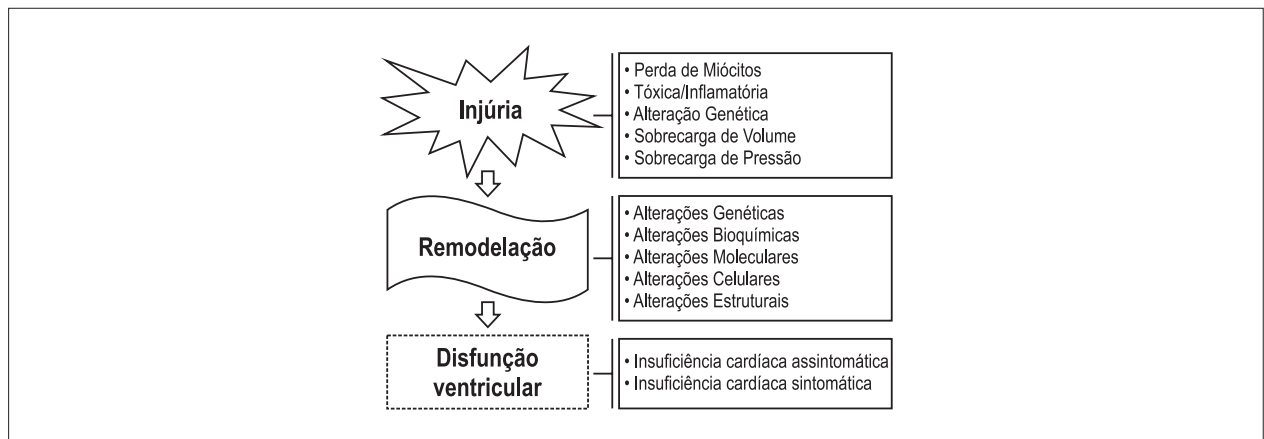 Injúria
• Perda de Miócitos
• Tóxica/Inflamatória
• Alteração Genética
• Sobrecarga de Volume
• Sobrecarga de Pressão
Remodelação
• Alterações Genéticas
• Alterações Bioquímicas
• Alterações Moleculares
• Alterações Celulares
• Alterações Estruturais
Disfunção
ventricular
• Insuficiência cardíaca assintomática
• Insuficiência cardíaca sintomática